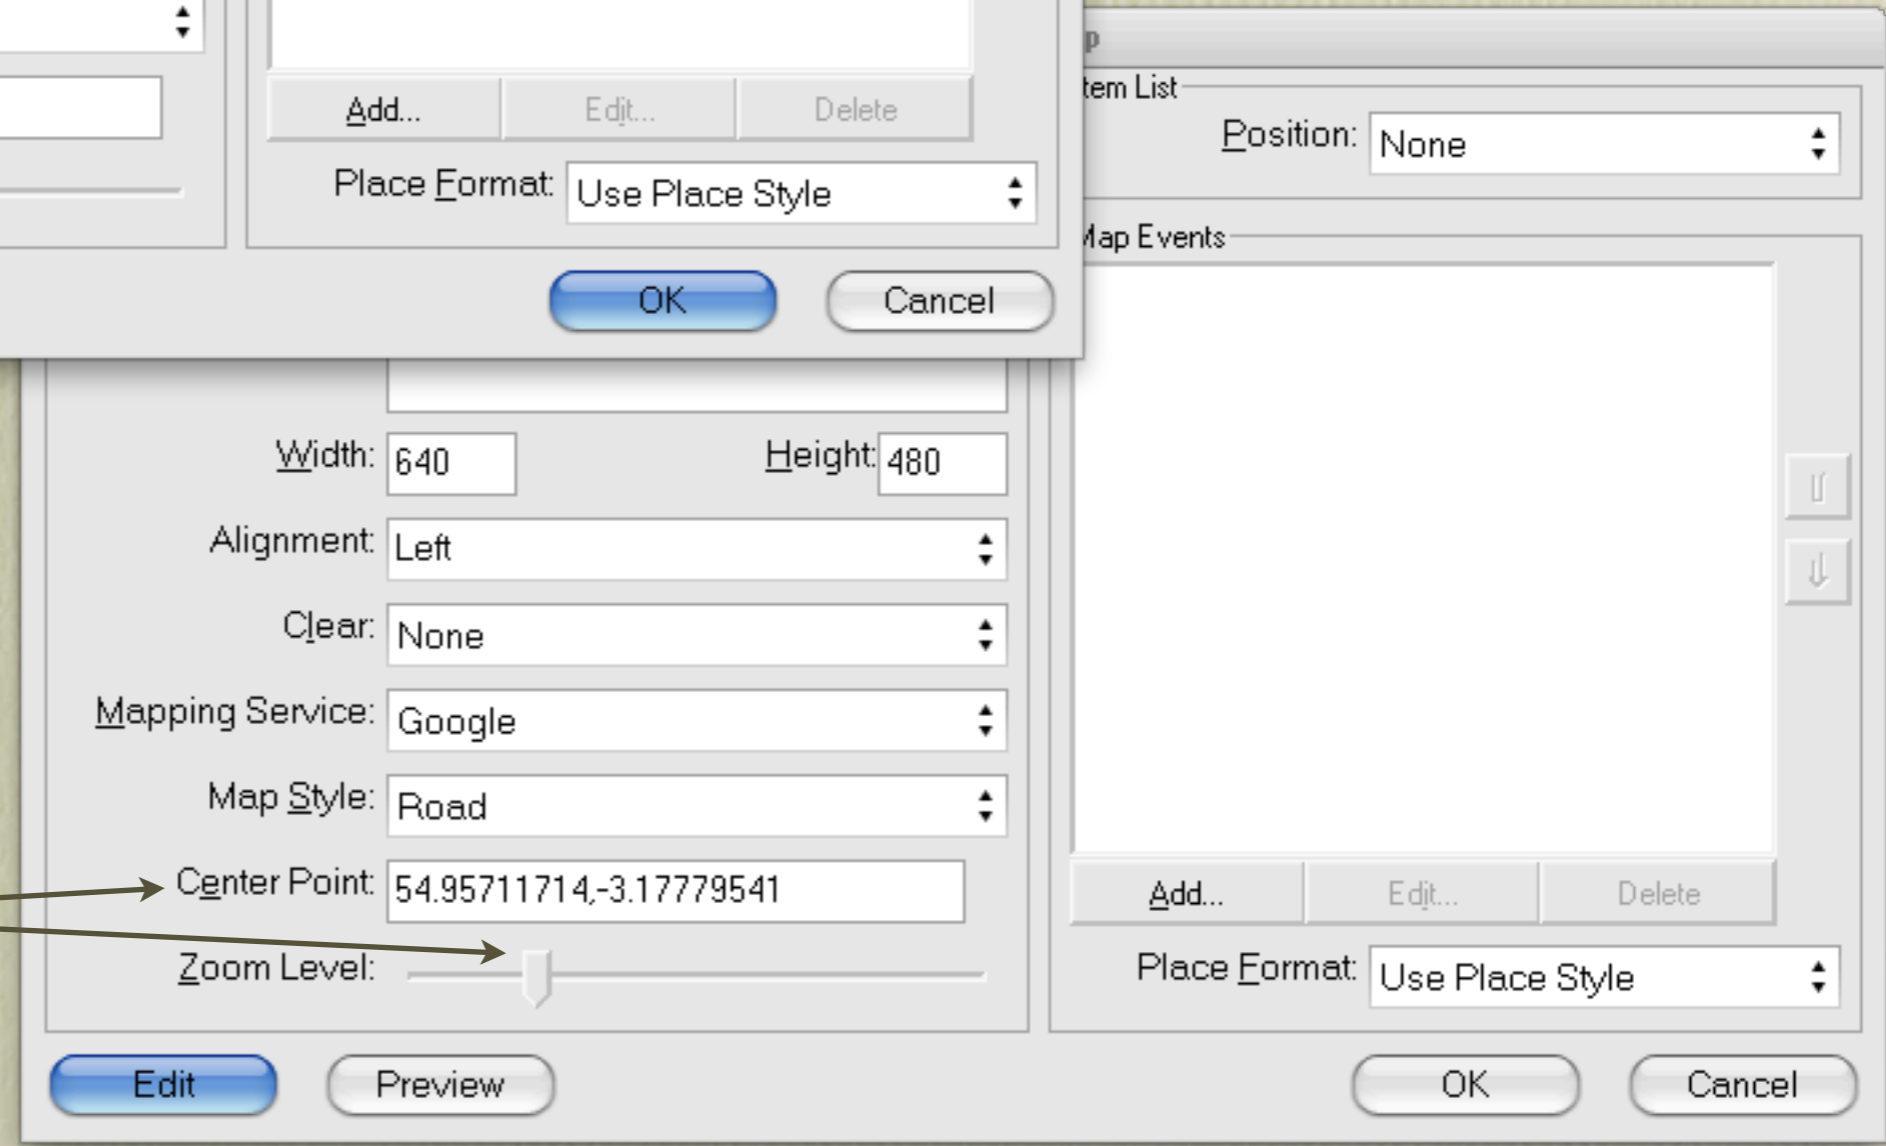 Add... Edit... Delete
Place Format: Use Place Style
OK Cancel
p
tem List
Position: None
Map Events
Width: 640 Height: 480
Alignment: Left
Clear: None
Mapping Service: Google
Map Style: Road
Center Point: 54.95711714,-3.17779541
Zoom Level:
Add... Edit... Delete
Place Format: Use Place Style
Edit Preview OK Cancel